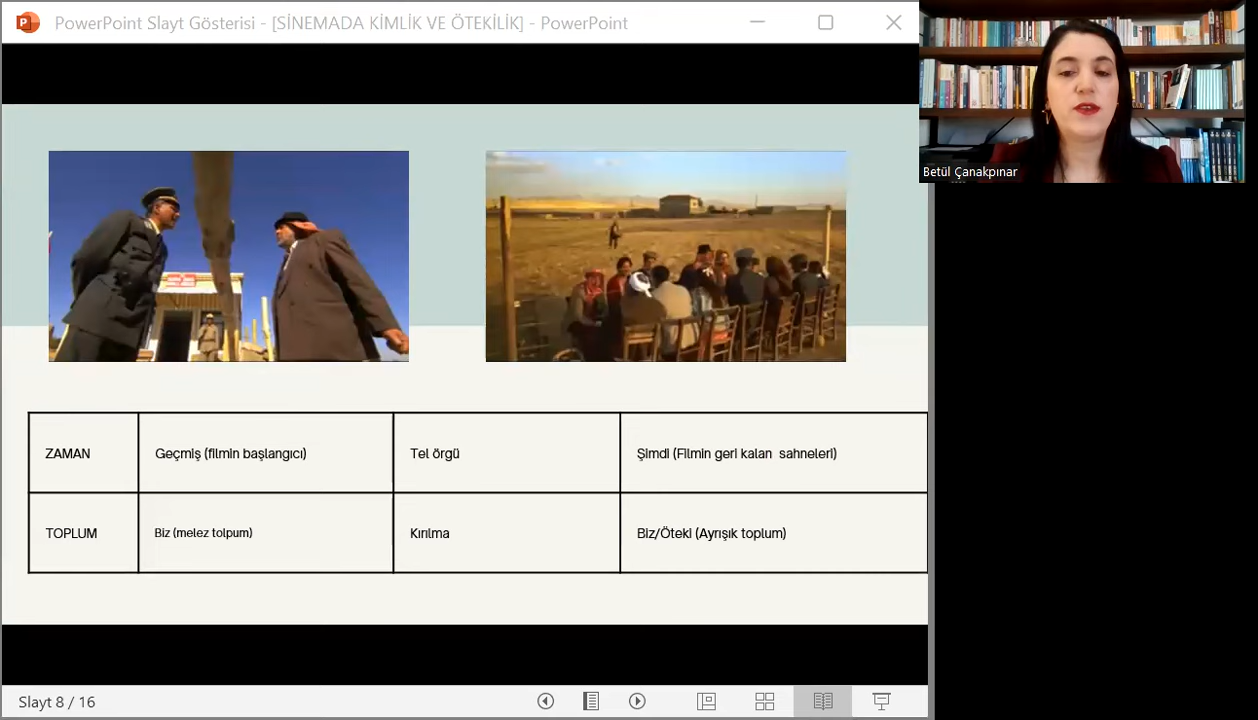 PowerPoint Slayt Gösterisi - [SİNEMADA KİMLİK VE ÖTEKİLİK] - PowerPoint
Betül Çanakpınar
ZAMAN
Geçmiş (filmin başlangıcı)
Tel örgü
Şimdi (Filmin geri kalan sahneleri)
TOPLUM
Biz (melez tolpum)
Kırılma
Biz/Öteki (Ayrışık toplum)
Slayt 8 / 16